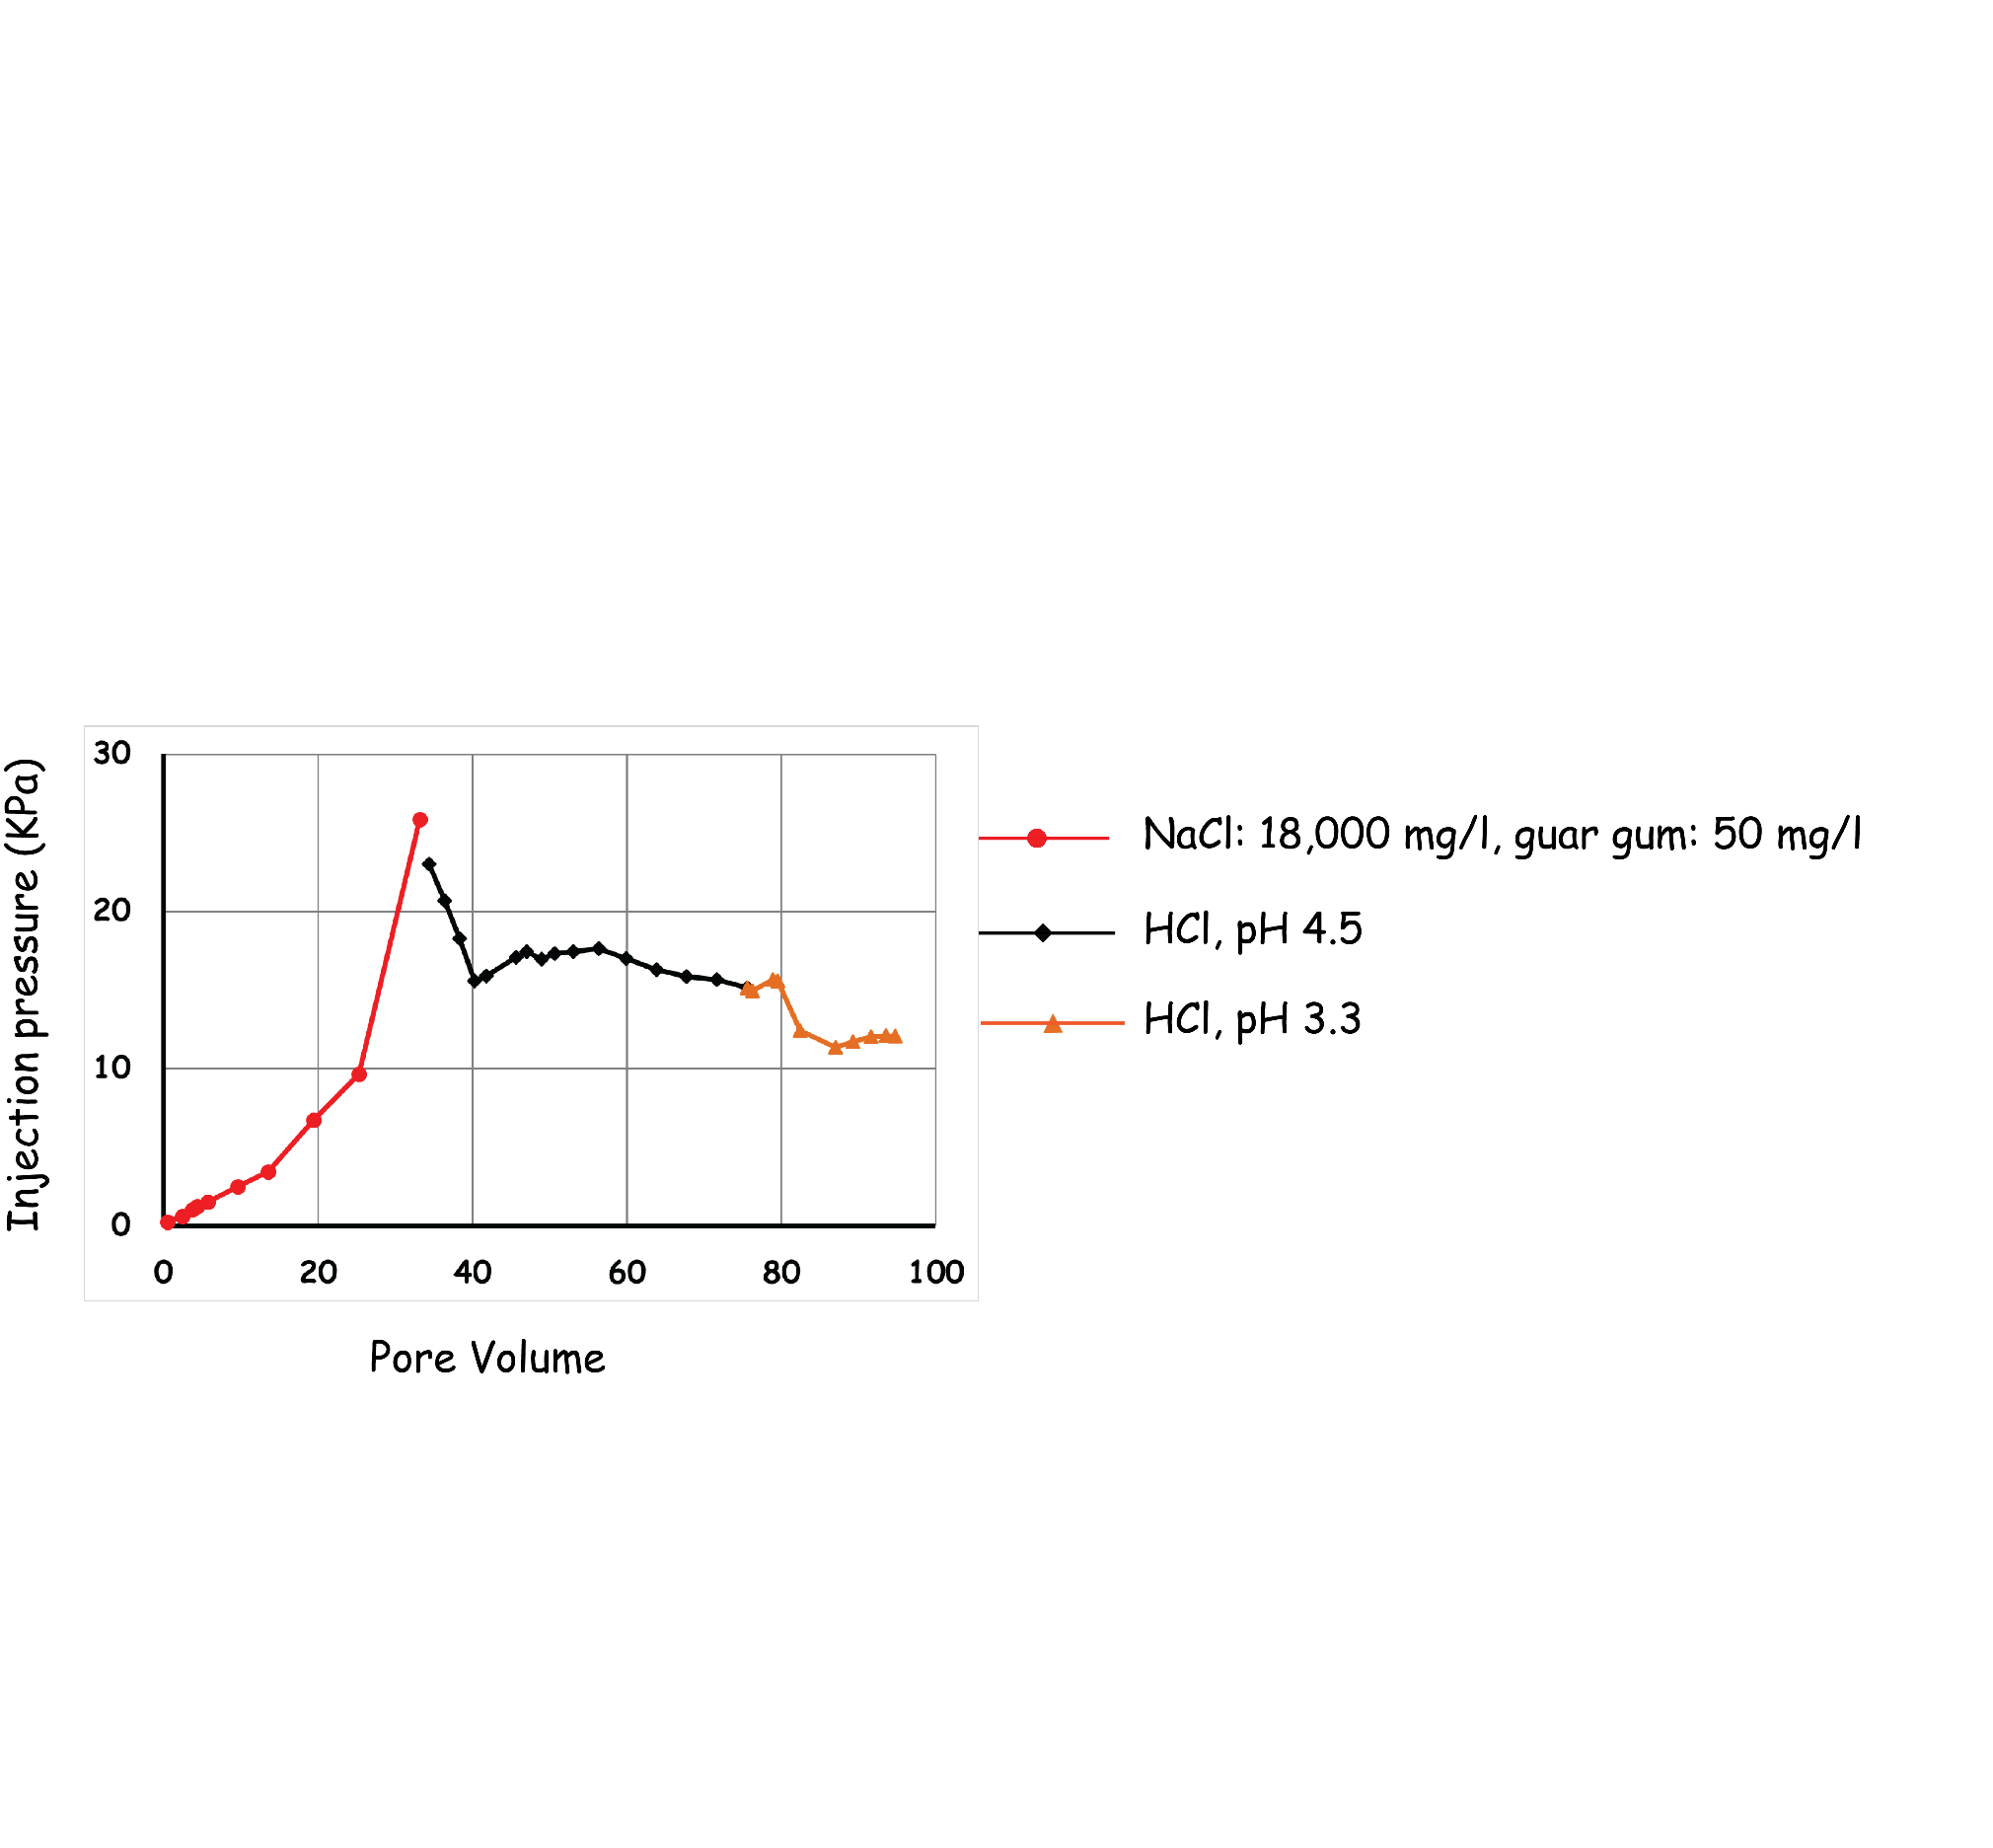 Injection pressure (KPa)
30
20
10
0
0 20 40 60 80 100
Pore Volume
NaCl: 18,000 mg/l, guar gum: 50 mg/l
HCl, pH 4.5
HCl, pH 3.3